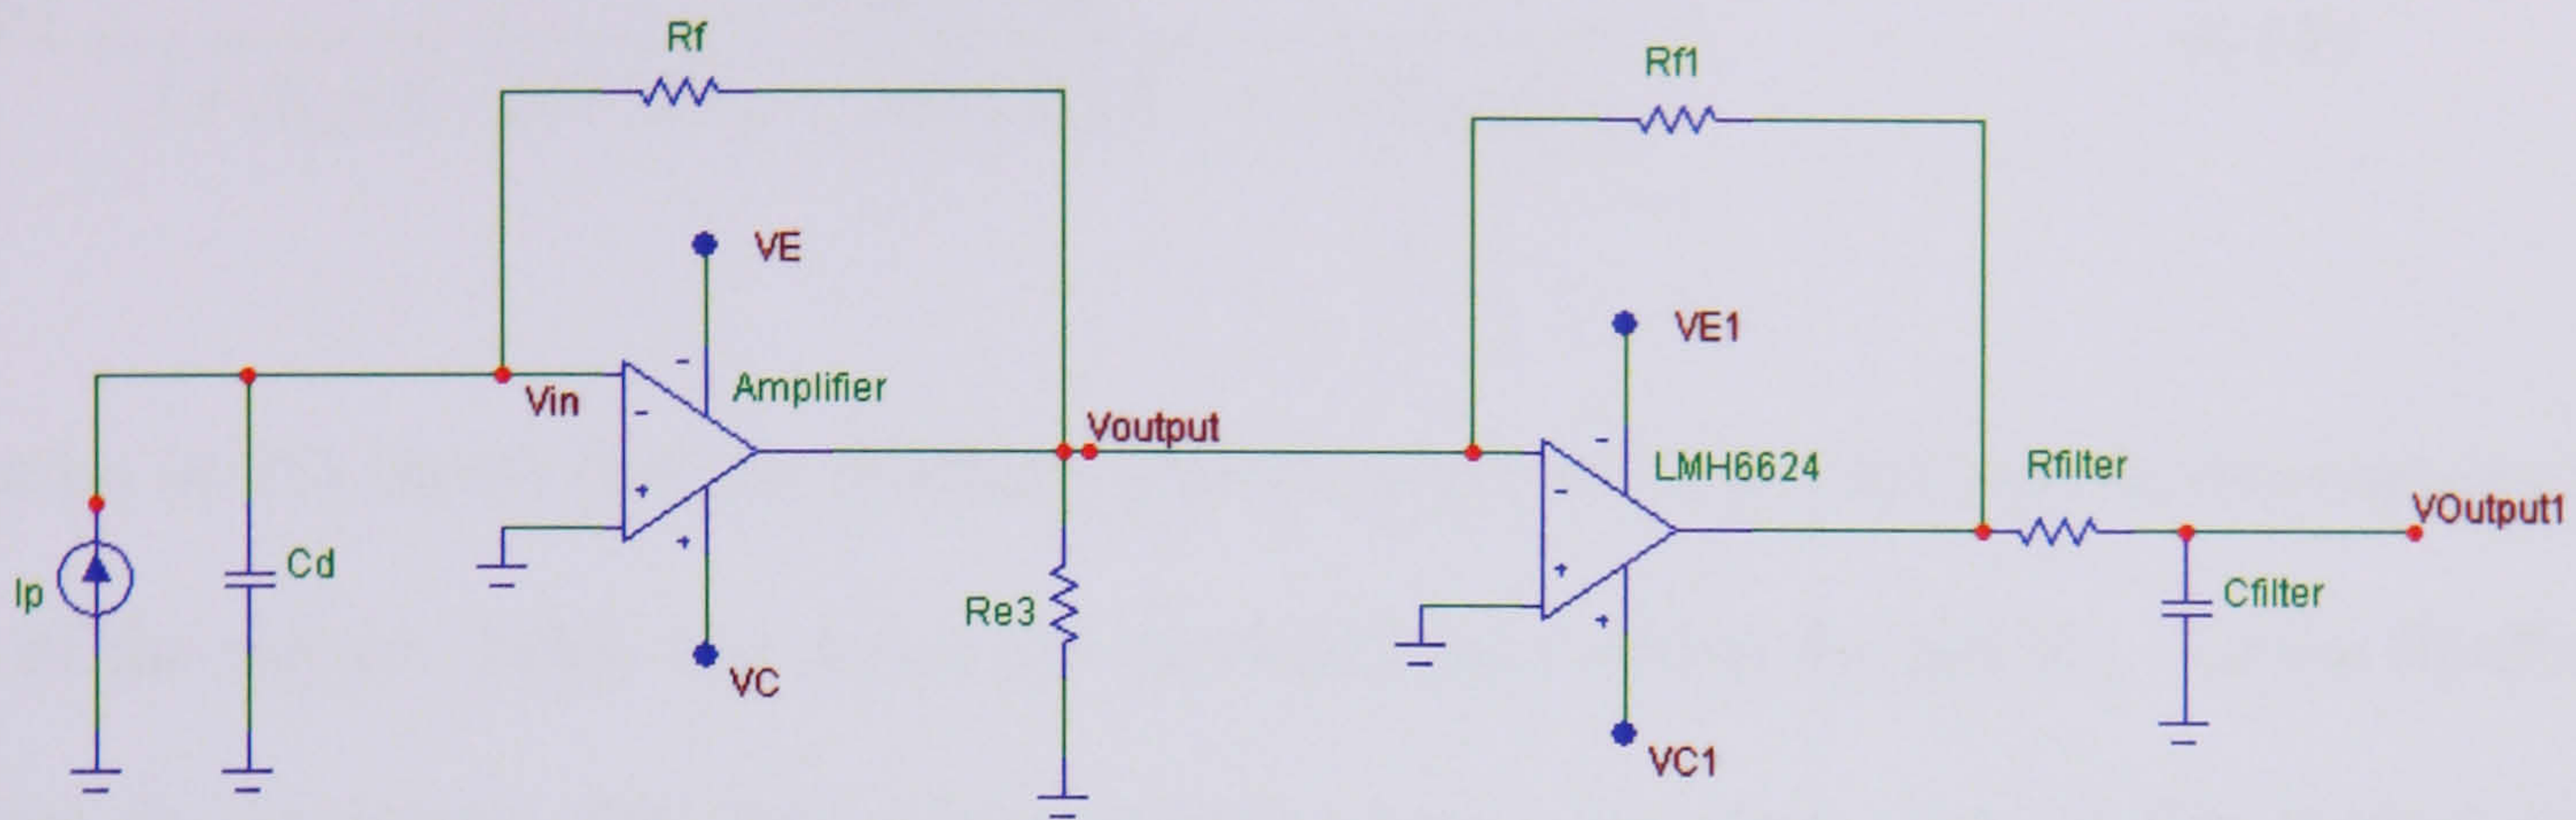 Rf
Rf1
VE
VE1
Vin
-
-
Amplifier
Voutput
-
-
LMH6624
Rfilter
VOutput1
+
+
Ip
Cd
Re3
+
+
Cfilter
VC
VC1